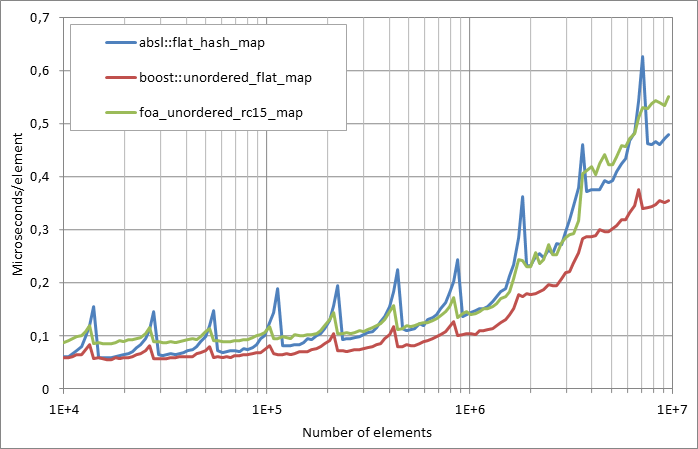 0,7
absl::flat_hash_map
0,6
boost::unordered_flat_map
foa_unordered_rc15_map
0,5
0,4
0,3
0,2
0,1
0
Microseconds/element
1E+4
1E+5
1E+6
1E+7
Number of elements